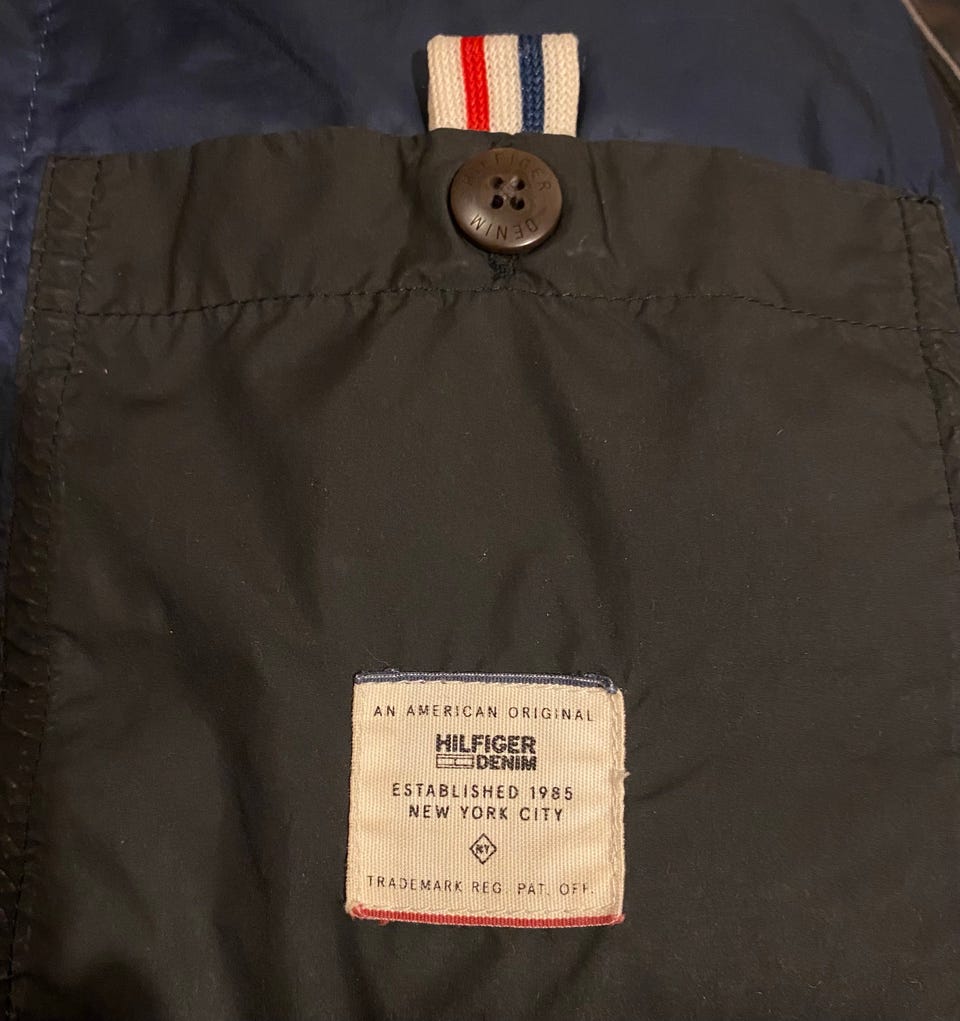 HILFIGER
DENIM
AN AMERICAN ORIGINAL
HILFIGER
DENIM
ESTABLISHED 1985
NEW YORK CITY
NY
TRADEMARK REG. PAT. OFF.